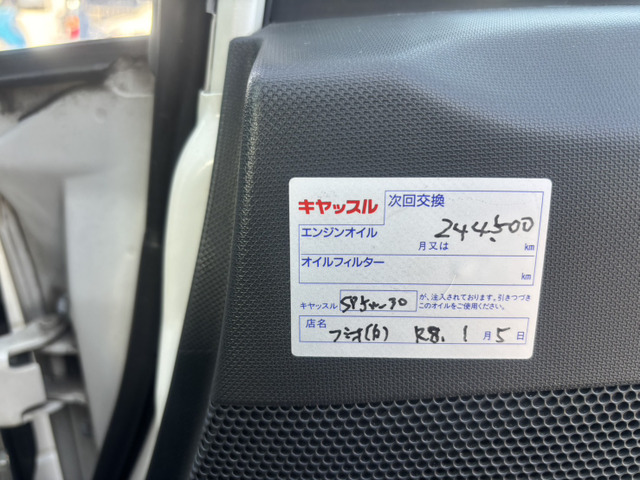 キャッスル 次回交換
エンジンオイル 244,500
月又は km
オイルフィルター
km
キャッスル SP5W-30 が、注入されております。引きつづき
このオイルをご使用ください。
店名
R8. 1月5日